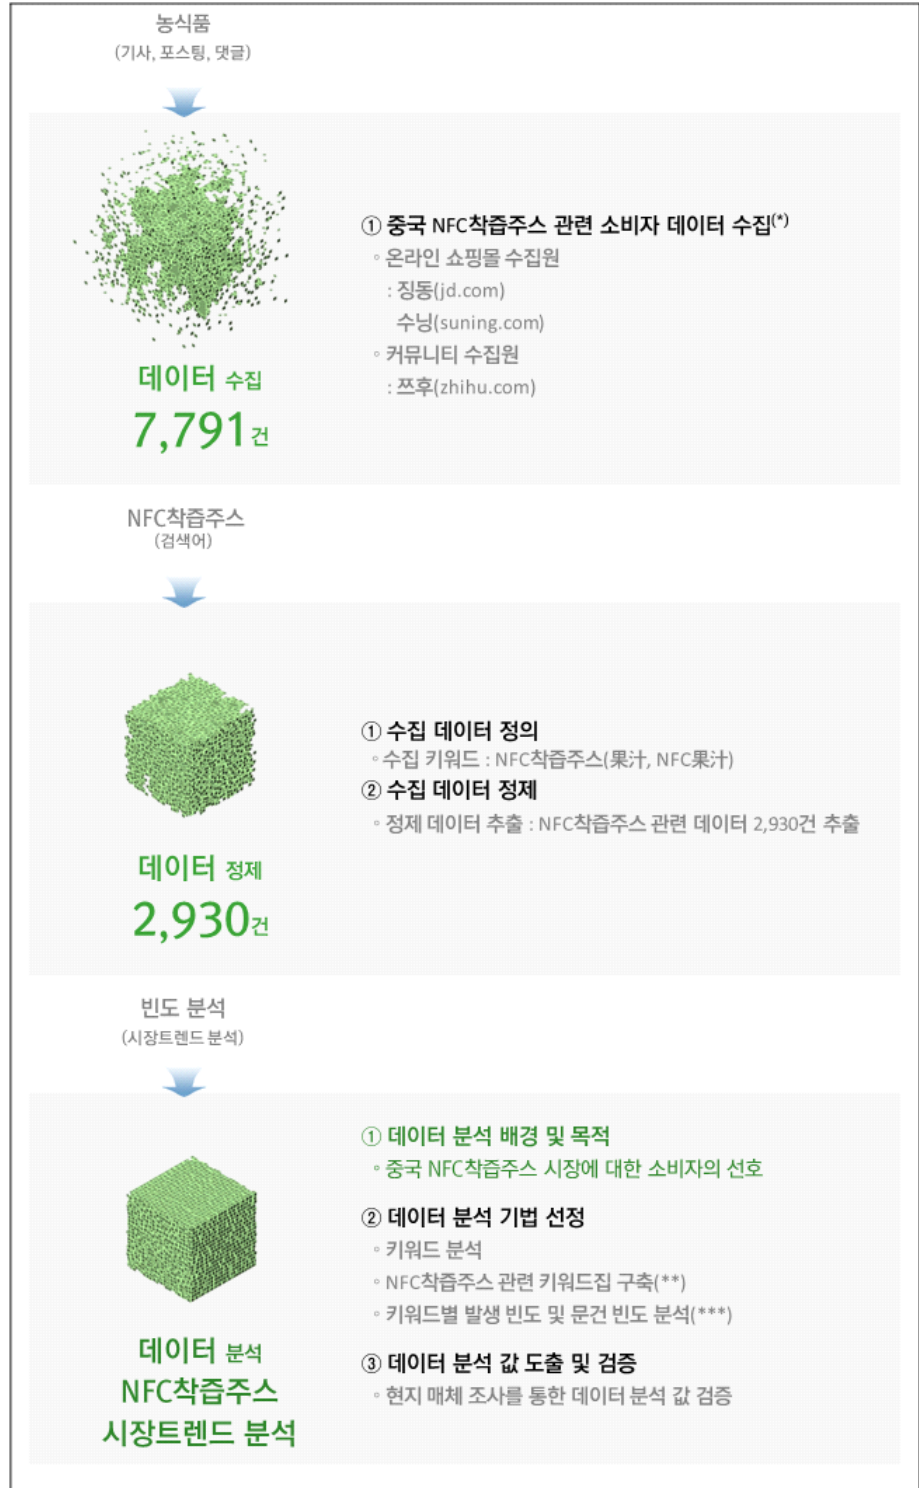 농식품
(기사, 포스팅, 댓글)
① 중국 NFC착즙주스 관련 소비자 데이터 수집(*)
◦ 온라인 쇼핑몰 수집원
: 징동(jd.com)
수닝(suning.com)
◦ 커뮤니티 수집원
: 쯔후(zhihu.com)
데이터 수집
7,791건
NFC착즙주스
(검색어)
① 수집 데이터 정의
◦ 수집 키워드 : NFC착즙주스(果汁, NFC果汁)
② 수집 데이터 정제
◦ 정제 데이터 추출 : NFC착즙주스 관련 데이터 2,930건 추출
데이터 정제
2,930건
빈도 분석
(시장트렌드 분석)
① 데이터 분석 배경 및 목적
◦ 중국 NFC착즙주스 시장에 대한 소비자의 선호
② 데이터 분석 기법 선정
◦ 키워드 분석
◦ NFC착즙주스 관련 키워드집 구축(**)
◦ 키워드별 발생 빈도 및 문건 빈도 분석(***)
③ 데이터 분석 값 도출 및 검증
◦ 현지 매체 조사를 통한 데이터 분석 값 검증
데이터 분석
NFC착즙주스
시장트렌드 분석